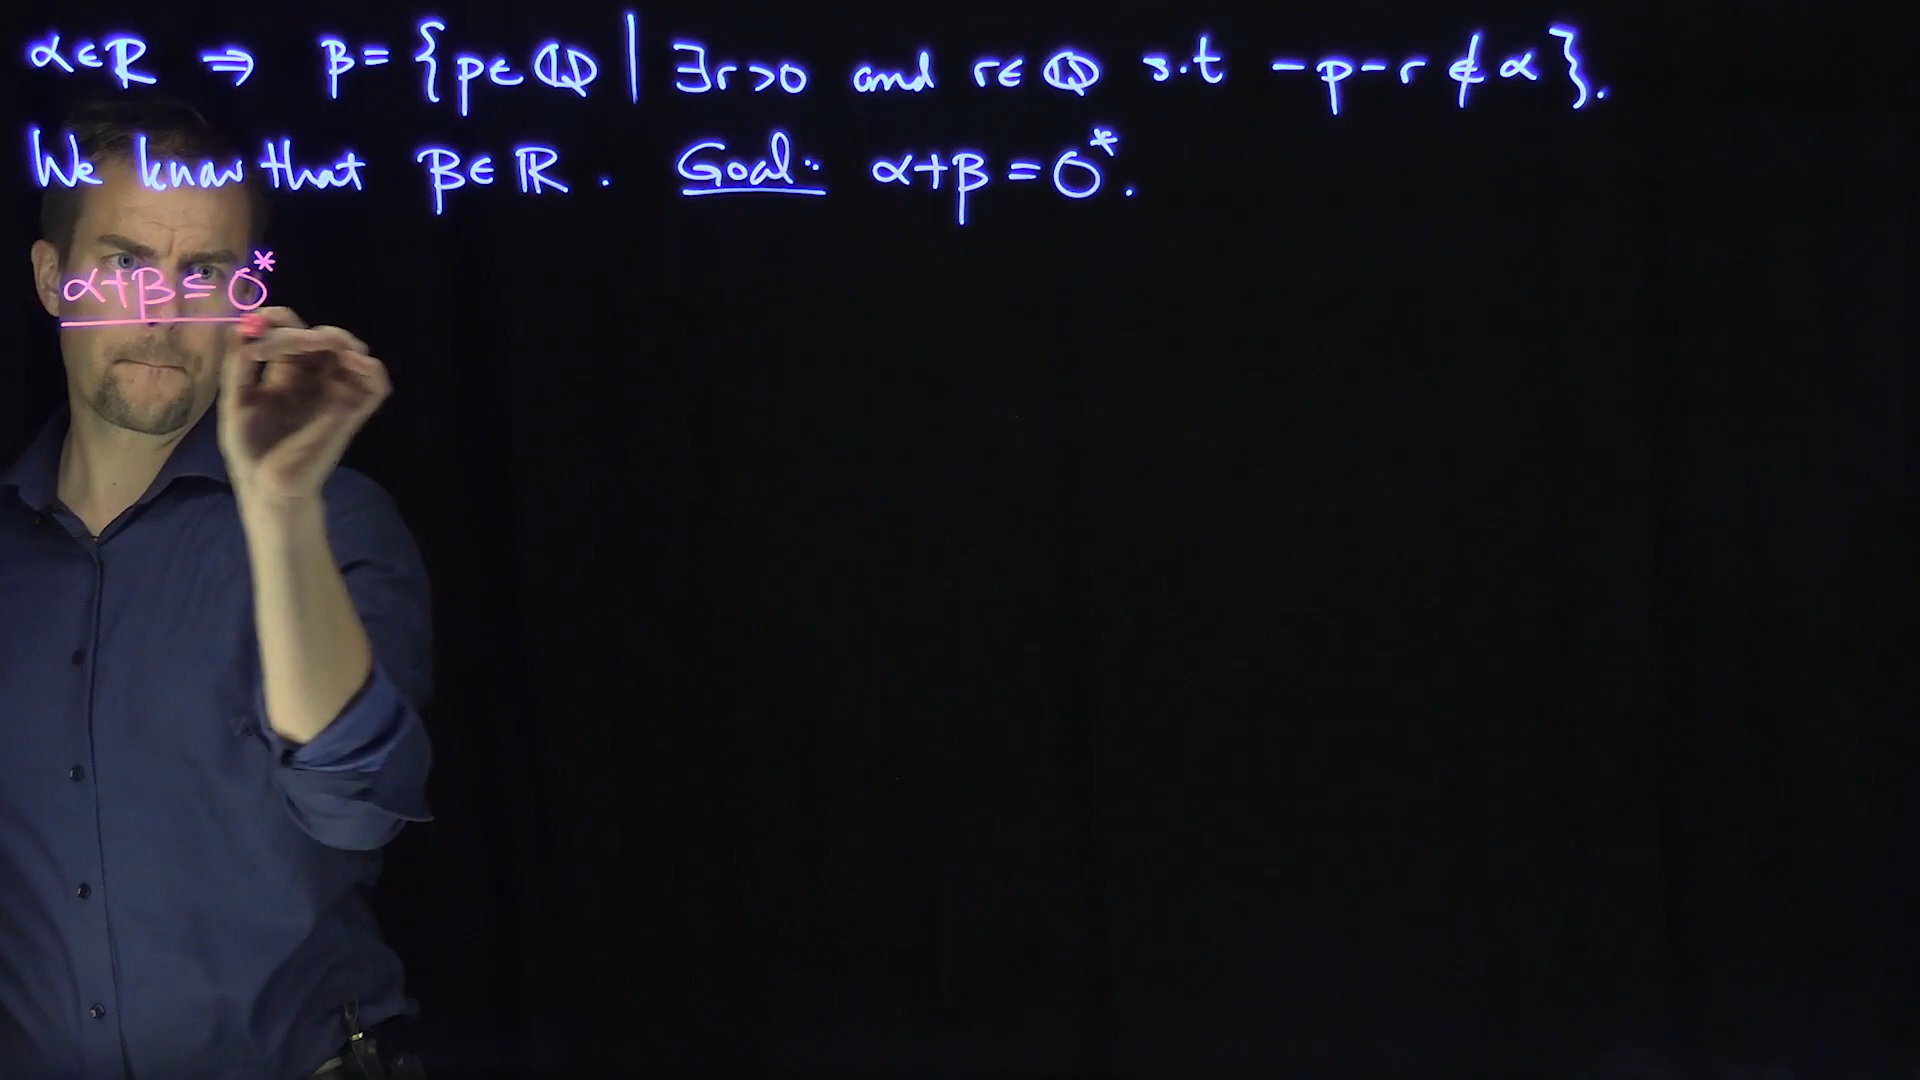 α∈ℝ ⇒ β = {p∈ℚ | ∃r>0 and r∈ℚ s.t -p-r ∉ α}.
We know that β∈ℝ. Goal: α+β = 0*.
α+β ≤ 0*